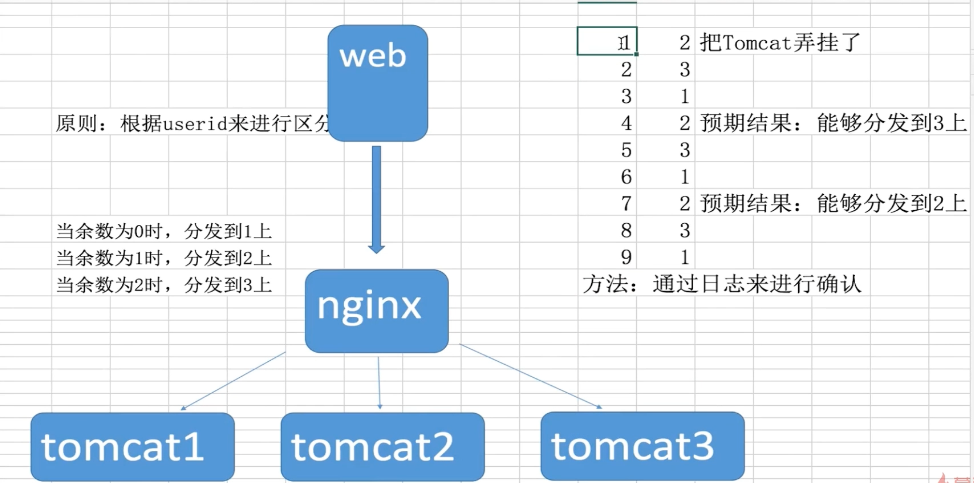 web
原则：根据userid来进行区分
当余数为0时，分发到1上
当余数为1时，分发到2上
当余数为2时，分发到3上
nginx
tomcat1
tomcat2
tomcat3
1 2 把Tomcat弄挂了
2 3
3 1
4 2 预期结果：能够分发到3上
5 3
6 1
7 2 预期结果：能够分发到2上
8 3
9 1
方法：通过日志来进行确认